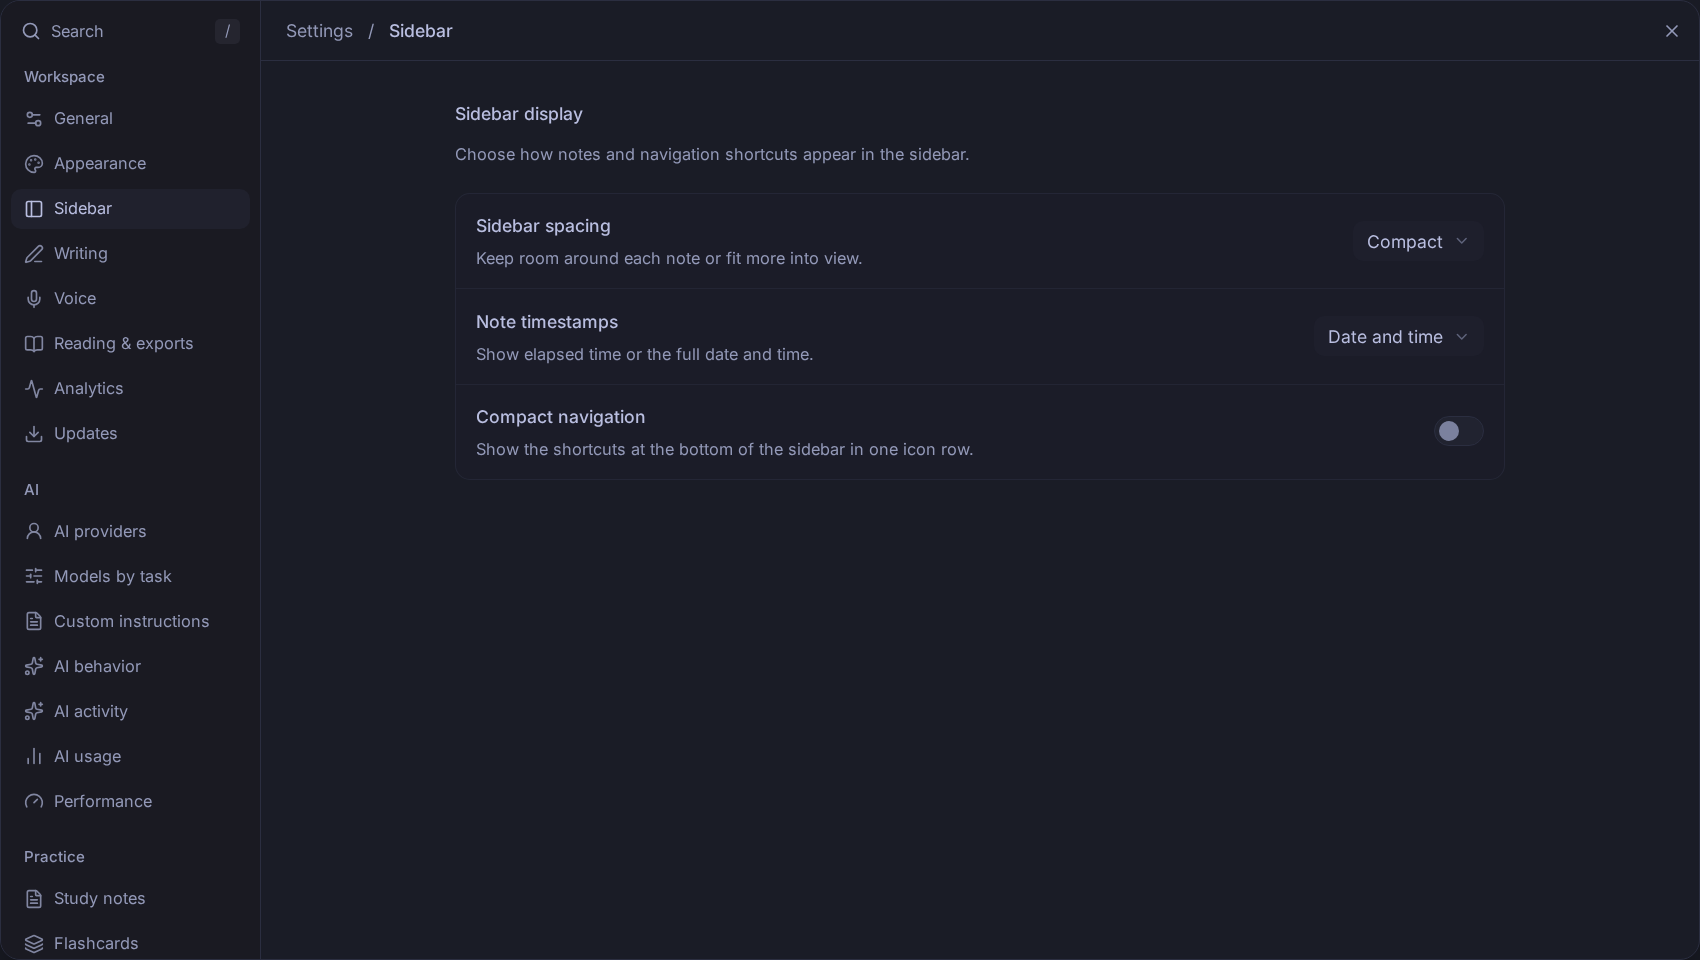 Search /
Workspace
General
Appearance
Sidebar
Writing
Voice
Reading & exports
Analytics
Updates
AI
AI providers
Models by task
Custom instructions
AI behavior
AI activity
AI usage
Performance
Practice
Study notes
Flashcards
Settings / Sidebar
Sidebar display
Choose how notes and navigation shortcuts appear in the sidebar.
Sidebar spacing
Keep room around each note or fit more into view.
Compact
Note timestamps
Show elapsed time or the full date and time.
Date and time
Compact navigation
Show the shortcuts at the bottom of the sidebar in one icon row.